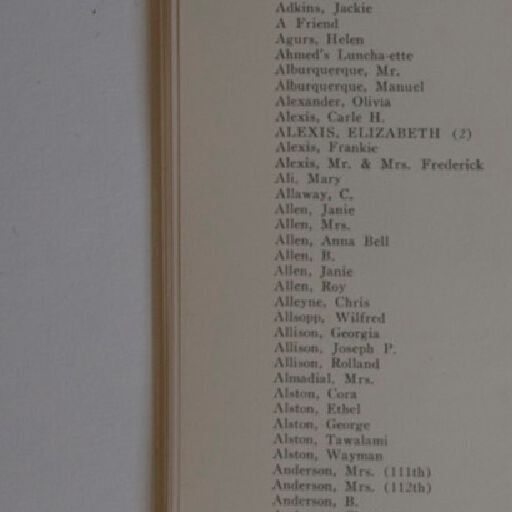 Adkins, Jackie
A Friend
Agurs, Helen
Ahmed's Luncha-ette
Alburquerque, Mr.
Alburquerque, Manuel
Alexander, Olivia
Alexis, Carle H.
ALEXIS, ELIZABETH (2)
Alexis, Frankie
Alexis, Mr. & Mrs. Frederick
Ali, Mary
Allaway, C.
Allen, Janie
Allen, Mrs.
Allen, Anna Bell
Allen, B.
Allen, Janie
Allen, Roy
Alleyne, Chris
Allsopp, Wilfred
Allison, Georgia
Allison, Joseph P.
Allison, Rolland
Almadial, Mrs.
Alston, Cora
Alston, Ethel
Alston, George
Alston, Tawalami
Alston, Wayman
Anderson, Mrs. (111th)
Anderson, Mrs. (112th)
Anderson, B.